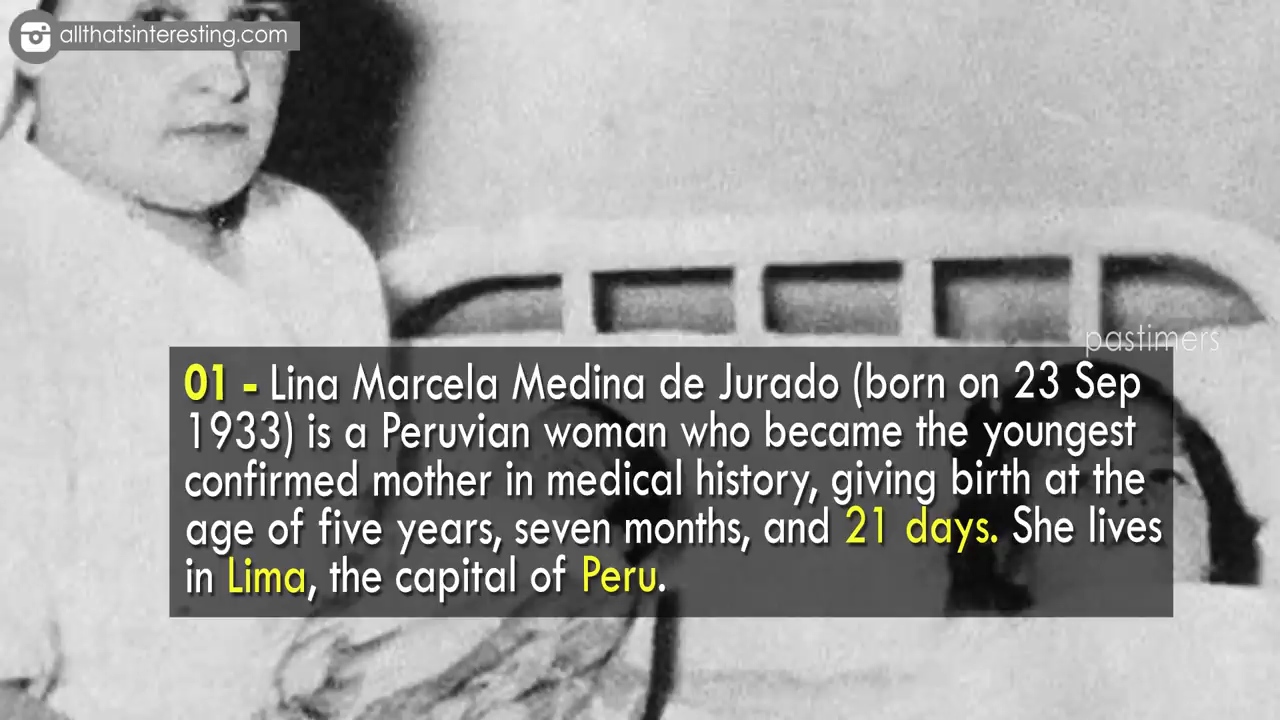 allthatsinteresting.com
pastimers
01 - Lina Marcela Medina de Jurado (born on 23 Sep
1933) is a Peruvian woman who became the youngest
confirmed mother in medical history, giving birth at the
age of five years, seven months, and 21 days. She lives
in Lima, the capital of Peru.